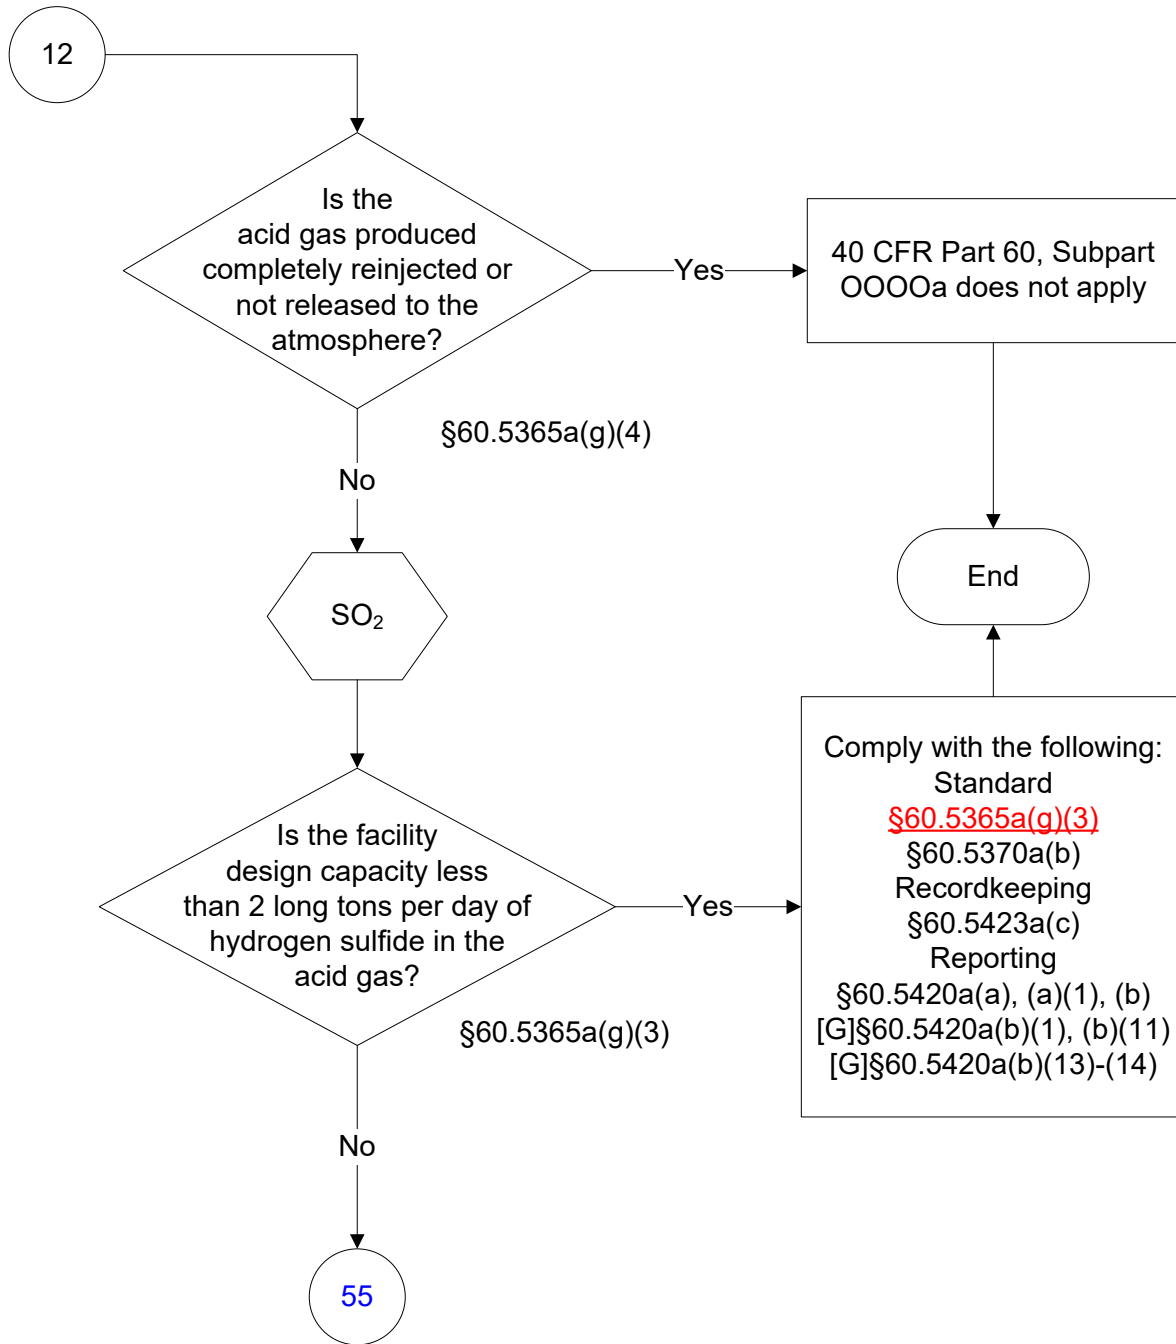 12
Is the
acid gas produced
completely reinjected or
not released to the
atmosphere?
Yes
40 CFR Part 60, Subpart
OOOOa does not apply
§60.5365a(g)(4)
No
SO₂
End
Is the facility
design capacity less
than 2 long tons per day of
hydrogen sulfide in the
acid gas?
Yes
Comply with the following:
Standard
§60.5365a(g)(3)
§60.5370a(b)
Recordkeeping
§60.5423a(c)
Reporting
§60.5420a(a), (a)(1), (b)
[G]§60.5420a(b)(1), (b)(11)
[G]§60.5420a(b)(13)-(14)
§60.5365a(g)(3)
No
55